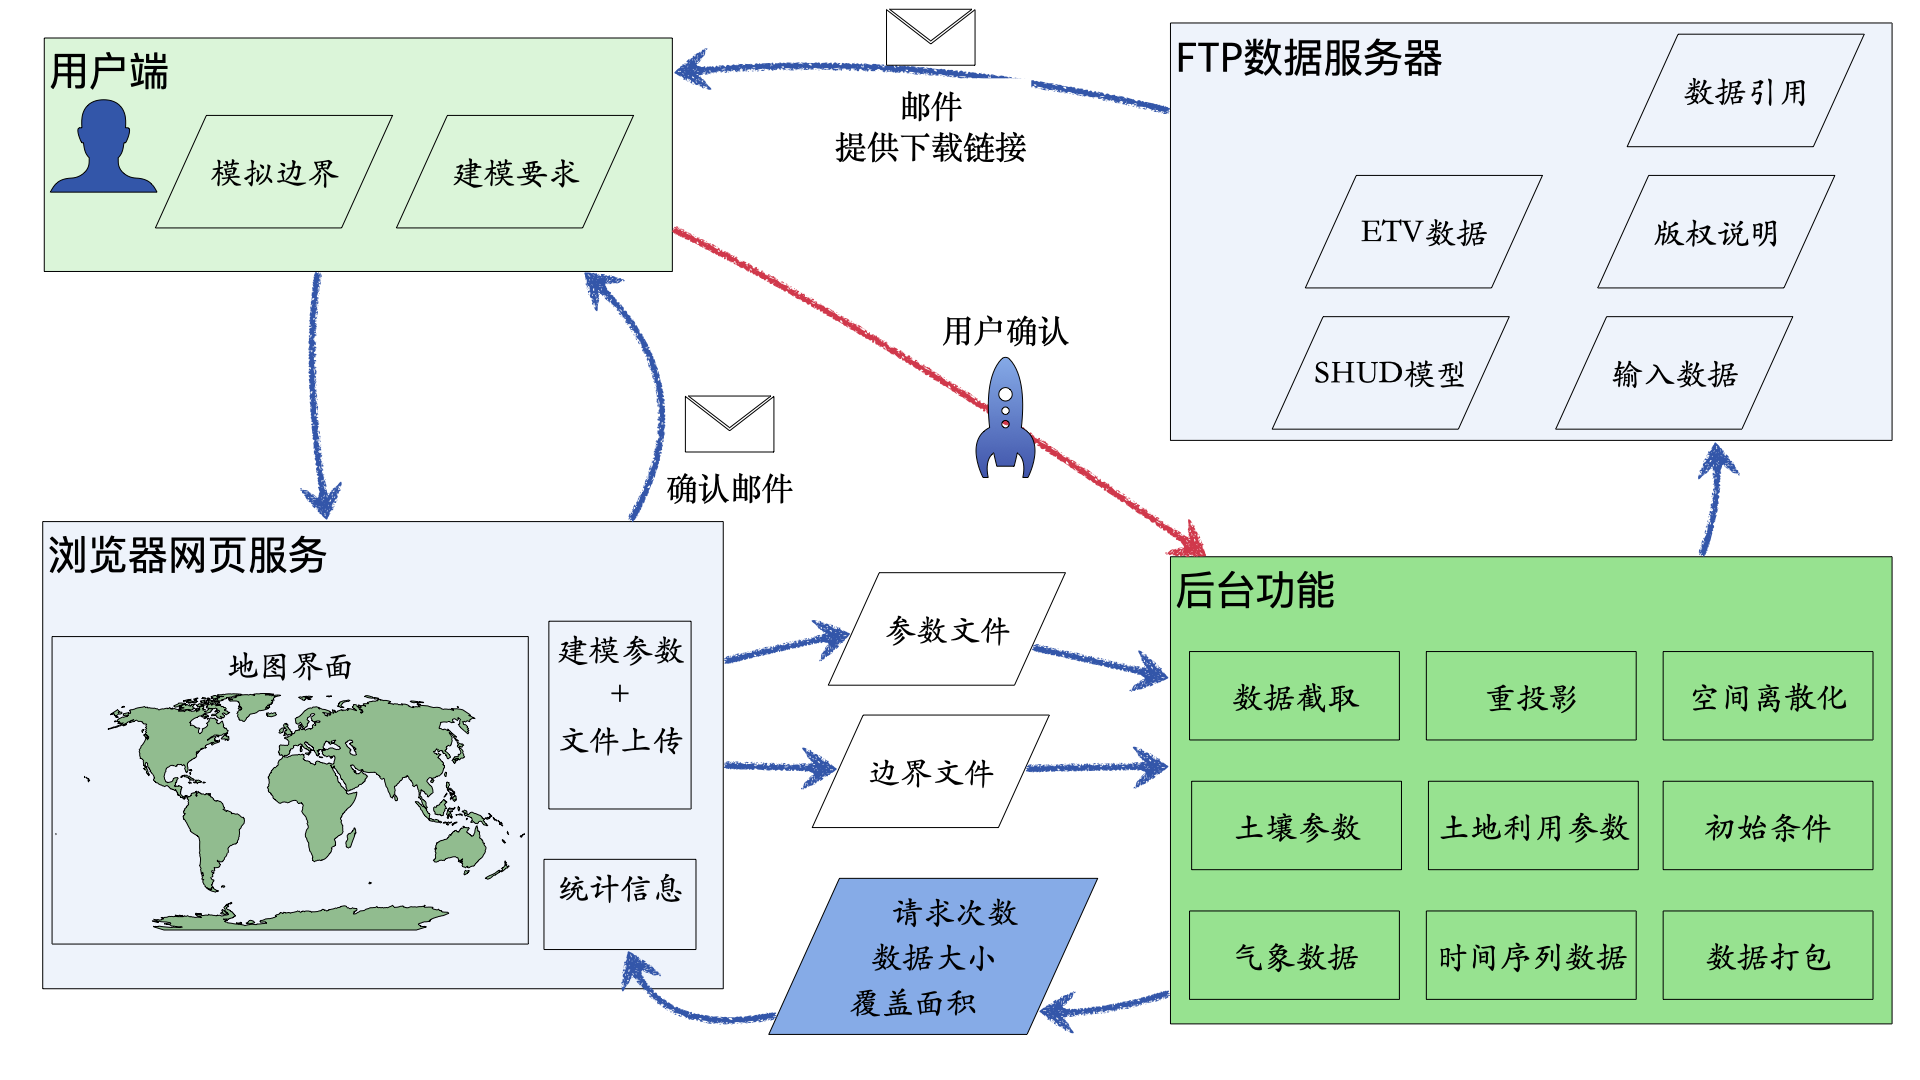 用户端
模拟边界
建模要求
邮件
提供下载链接
FTP数据服务器
数据引用
ETV数据
版权说明
SHUD模型
输入数据
用户确认
确认邮件
浏览器网页服务
地图界面
建模参数
+
文件上传
统计信息
参数文件
边界文件
请求次数
数据大小
覆盖面积
后台功能
数据截取
重投影
空间离散化
土壤参数
土地利用参数
初始条件
气象数据
时间序列数据
数据打包